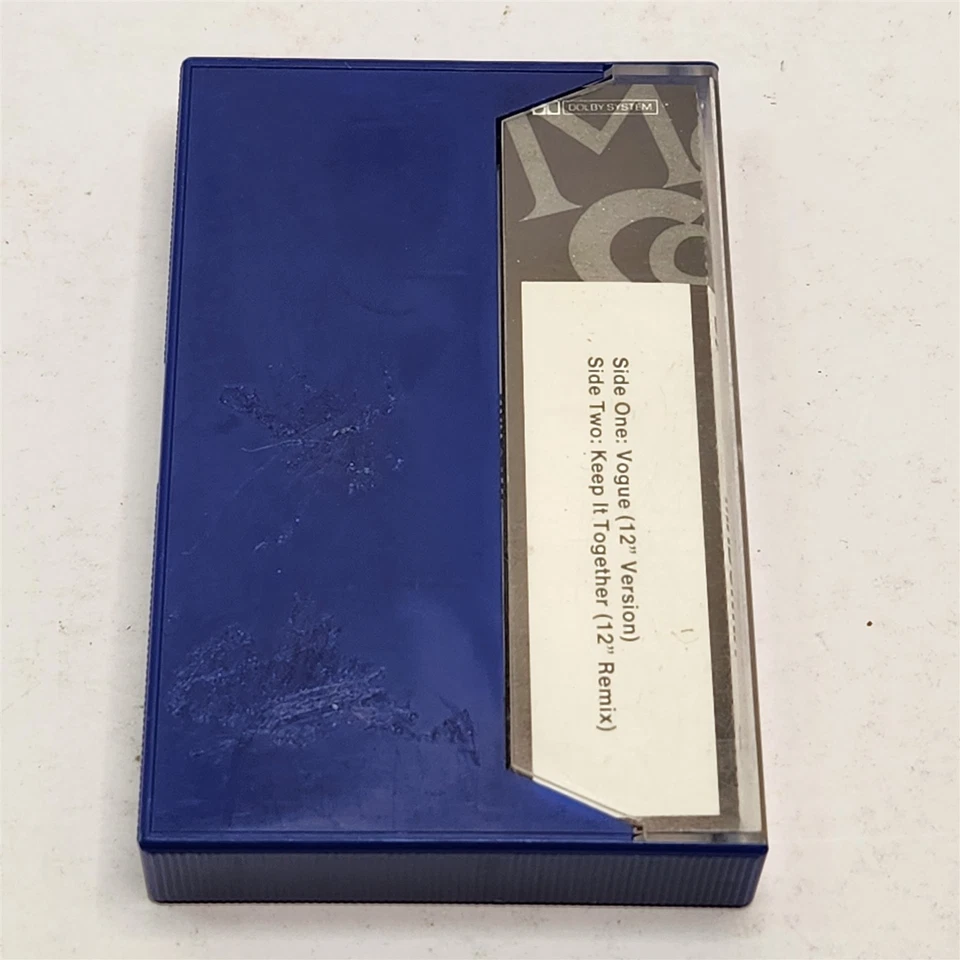 DOLBY SYSTEM
Side One: Vogue (12” Version)
Side Two: Keep It Together (12” Remix)